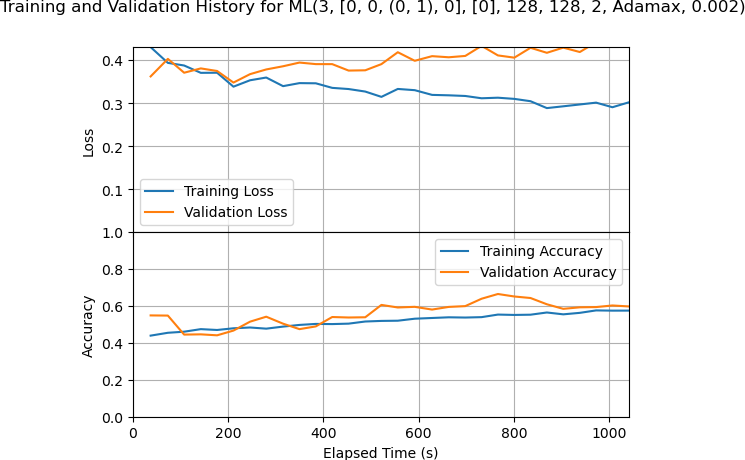 Training and Validation History for ML(3, [0, 0, (0, 1), 0], [0], 128, 128, 2, Adamax, 0.002)
0.4
0.3
0.2
0.1
Loss
Training Loss
Validation Loss
1.0
0.8
0.6
0.4
0.2
0.0
Accuracy
Training Accuracy
Validation Accuracy
0 200 400 600 800 1000
Elapsed Time (s)